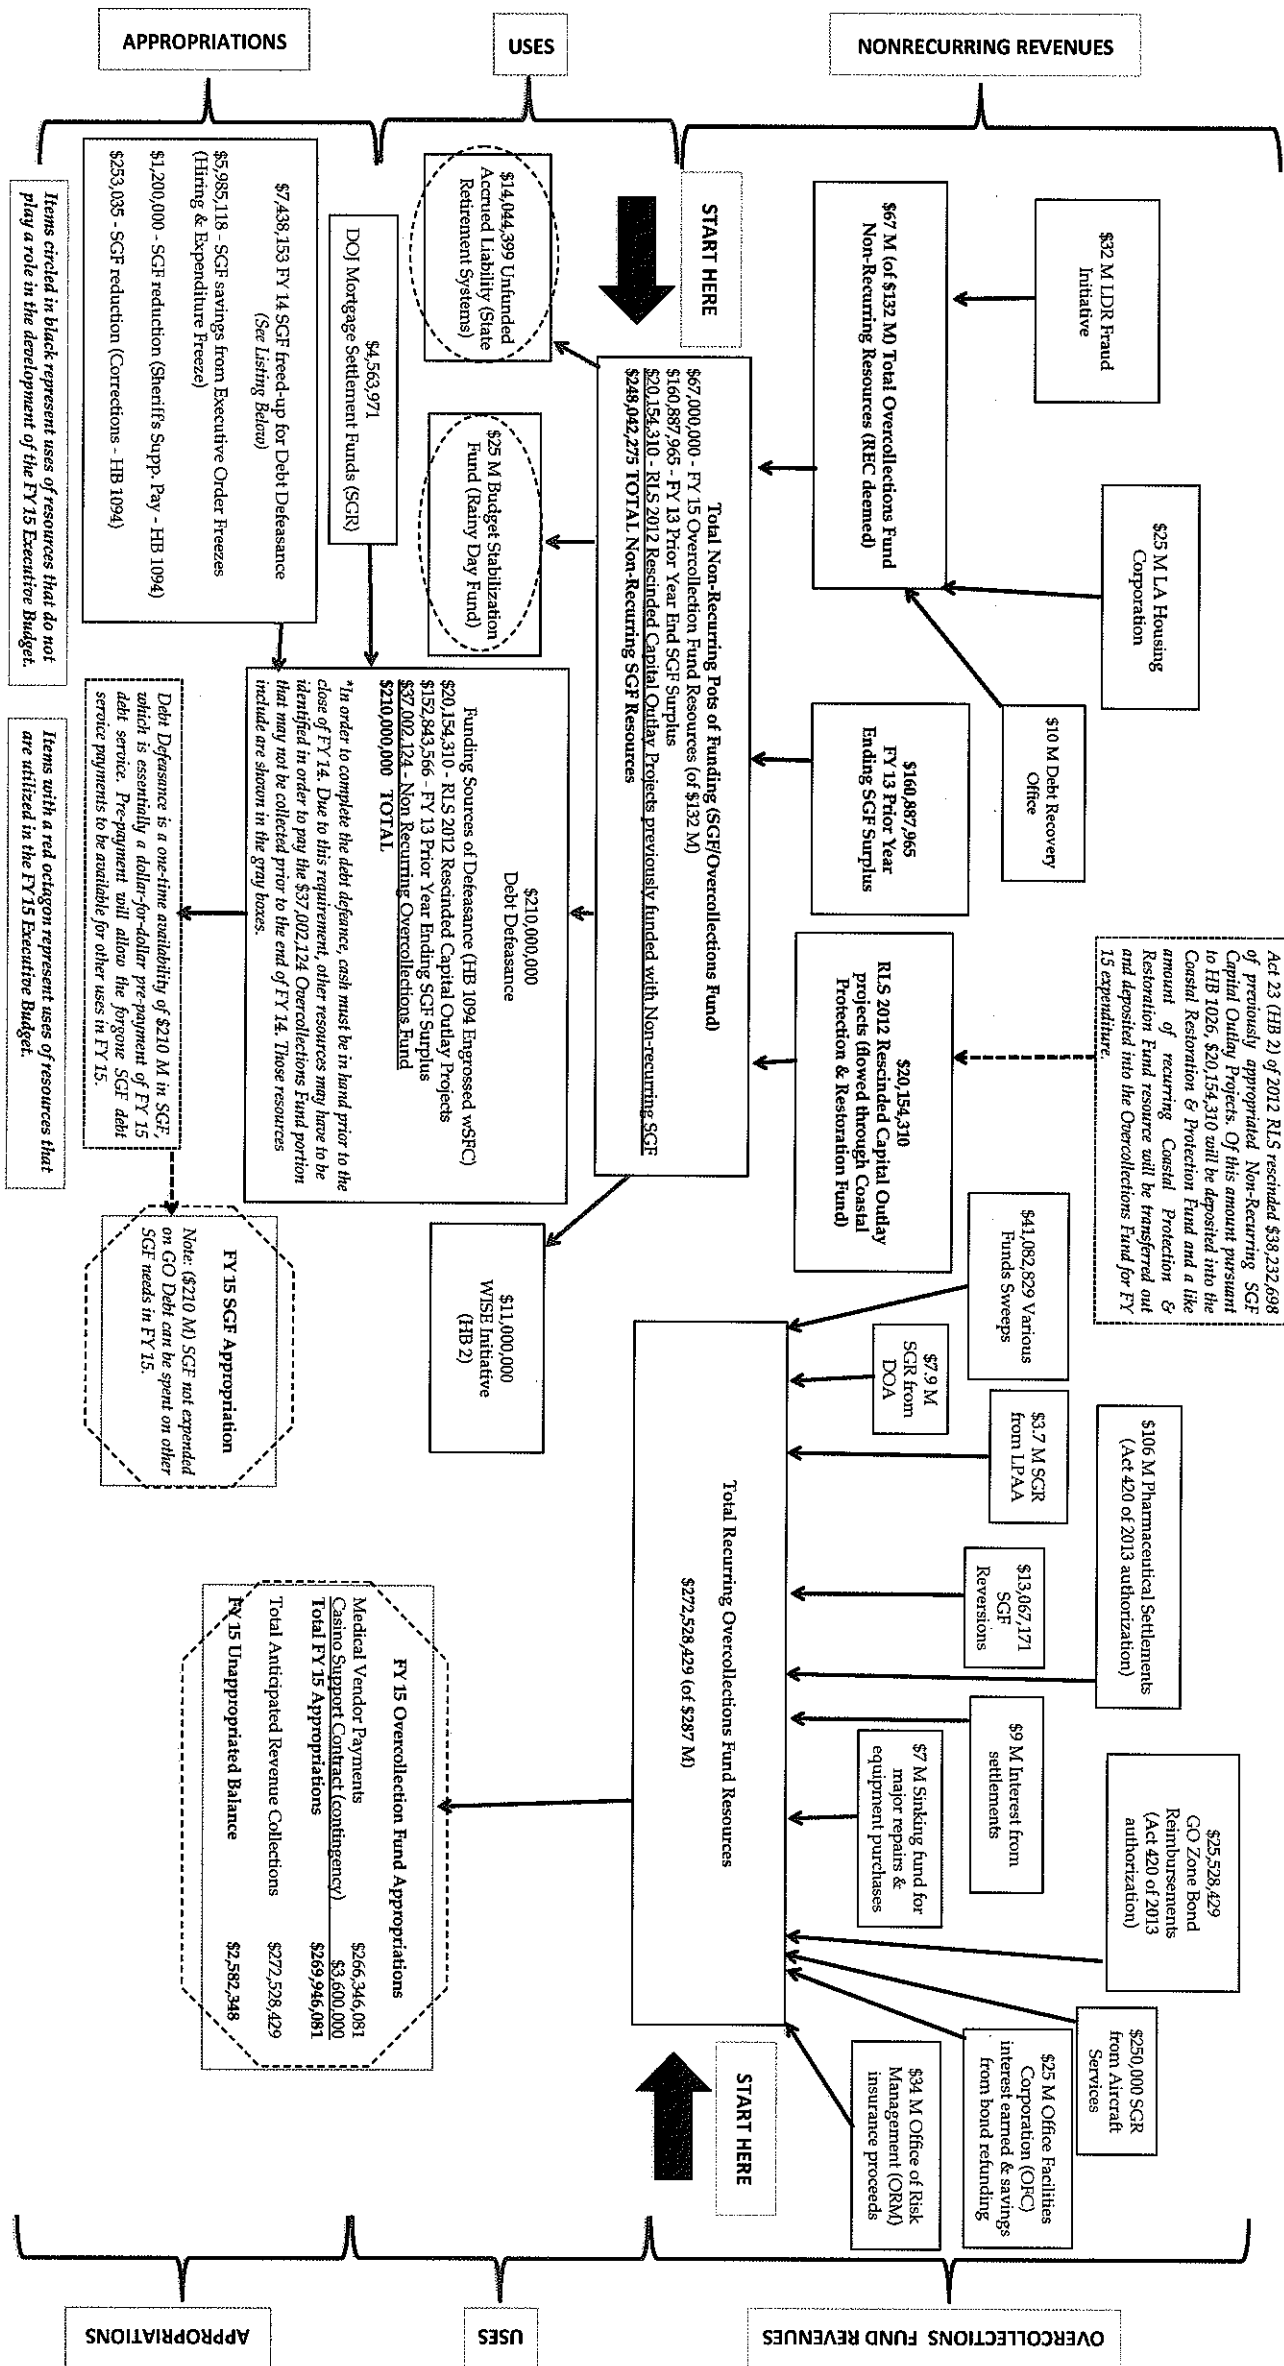 NONRECURRING REVENUES
USES
APPROPRIATIONS
$32 M LDR Fraud
Initiative
$25 M LA Housing
Corporation
$10 M Debt Recovery
Office
Act 23 (HB 2) of 2012 RLS rescinded $38,232,698
of previously appropriated Non-Recurring SGF
Capital Outlay Projects. Of this amount pursuant
to HB 1026, $20,154,310 will be deposited into the
Coastal Restoration & Protection Fund and a like
amount of recurring Coastal Protection &
Restoration Fund resource will be transferred out
and deposited into the Overcollections Fund for FY
15 expenditure.
$67 M (of $132 M) Total Overcollections Fund
Non-Recurring Resources (REC deemed)
$160,887,965
FY 13 Prior Year
Ending SGF Surplus
$20,154,310
RLS 2012 Rescinded Capital Outlay
projects (flowed through Coastal
Protection & Restoration Fund)
START HERE
Total Non-Recurring Pots of Funding (SGF/Overcollections Fund)
$67,000,000 - FY 15 Overcollection Fund Resources (of $132 M)
$160,887,965 - FY 13 Prior Year End SGF Surplus
$20,154,310 - RLS 2012 Rescinded Capital Outlay Projects previously funded with Non-recurring SGF
$248,042,275 TOTAL Non-Recurring SGF Resources
$14,044,399 Unfunded
Accrued Liability (State
Retirement Systems)
$25 M Budget Stabilization
Fund (Rainy Day Fund)
$11,000,000
WISE Initiative
(HB 2)
$4,563,971
DOJ Mortgage Settlement Funds (SGR)
$210,000,000
Debt Defeasance
Funding Sources of Defeasance (HB 1094 Engrossed wSFC)
$20,154,310 - RLS 2012 Rescinded Capital Outlay Projects
$152,843,566 - FY 13 Prior Year Ending SGF Surplus
$37,002,124 - Non Recurring Overcollections Fund
$210,000,000 TOTAL
*In order to complete the debt defeance, cash must be in hand prior to the
close of FY 14. Due to this requirement, other resources may have to be
identified in order to pay the $37,002,124 Overcollections Fund portion
that may not be collected prior to the end of FY 14. Those resources
include are shown in the gray boxes.
$7,438,153 FY 14 SGF freed-up for Debt Defeasance
(See Listing Below)
$5,985,118 - SGF savings from Executive Order Freezes
(Hiring & Expenditure Freeze)
$1,200,000 - SGF reduction (Sheriff's Supp. Pay - HB 1094)
$253,035 - SGF reduction (Corrections - HB 1094)
Debt Defeasance is a one-time availability of $210 M in SGF,
which is essentially a dollar-for-dollar pre-payment of FY 15
debt service. Pre-payment will allow the forgone SGF debt
service payments to be available for other uses in FY 15.
FY 15 SGF Appropriation
Note: ($210 M) SGF not expended
on GO Debt can be spent on other
SGF needs in FY 15.
Items circled in black represent uses of resources that do not
play a role in the development of the FY 15 Executive Budget.
Items with a red octagon represent uses of resources that
are utilized in the FY 15 Executive Budget.
$41,082,829 Various
Funds Sweeps
$7.9 M
SGR from
DOA
$3.7 M SGR
from LPAA
$106 M Pharmaceutical Settlements
(Act 420 of 2013 authorization)
$13,067,171
SGF
Reversions
$9 M Interest from
settlements
$7 M Sinking fund for
major repairs &
equipment purchases
$25,528,429
GO Zone Bond
Reimbursements
(Act 420 of 2013
authorization)
$250,000 SGR
from Aircraft
Services
$25 M Office Facilities
Corporation (OFC)
interest earned & savings
from bond refunding
$34 M Office of Risk
Management (ORM)
insurance proceeds
START HERE
Total Recurring Overcollections Fund Resources
$272,528,429 (of $287 M)
FY 15 Overcollection Fund Appropriations
Medical Vendor Payments $266,346,081
Casino Support Contract (contingency) $3,600,000
Total FY 15 Appropriations $269,946,081
Total Anticipated Revenue Collections $272,528,429
FY 15 Unappropriated Balance $2,582,348
OVERCOLLECTIONS FUND REVENUES
USES
APPROPRIATIONS